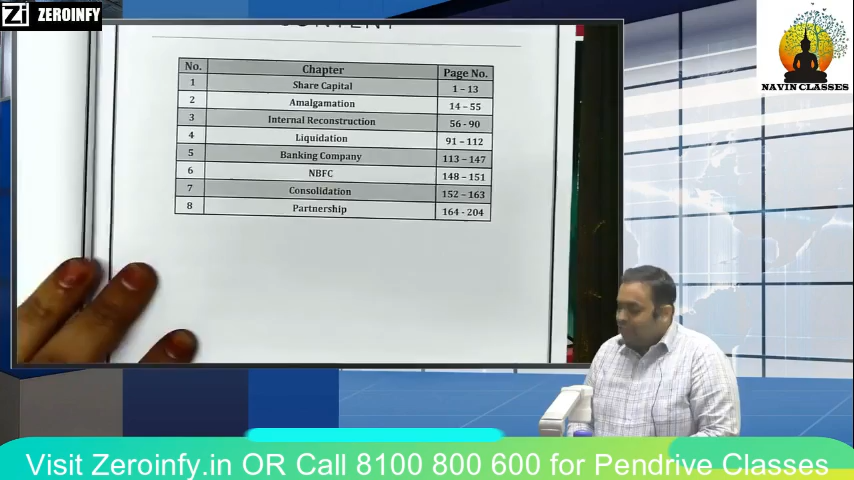 Zi ZEROINFY
CONTENT
No. Chapter Page No.
1 Share Capital 1 – 13
2 Amalgamation 14 – 55
3 Internal Reconstruction 56 - 90
4 Liquidation 91 – 112
5 Banking Company 113 – 147
6 NBFC 148 – 151
7 Consolidation 152 – 163
8 Partnership 164 - 204
NAVIN CLASSES
Visit Zeroinfy.in OR Call 8100 800 600 for Pendrive Classes